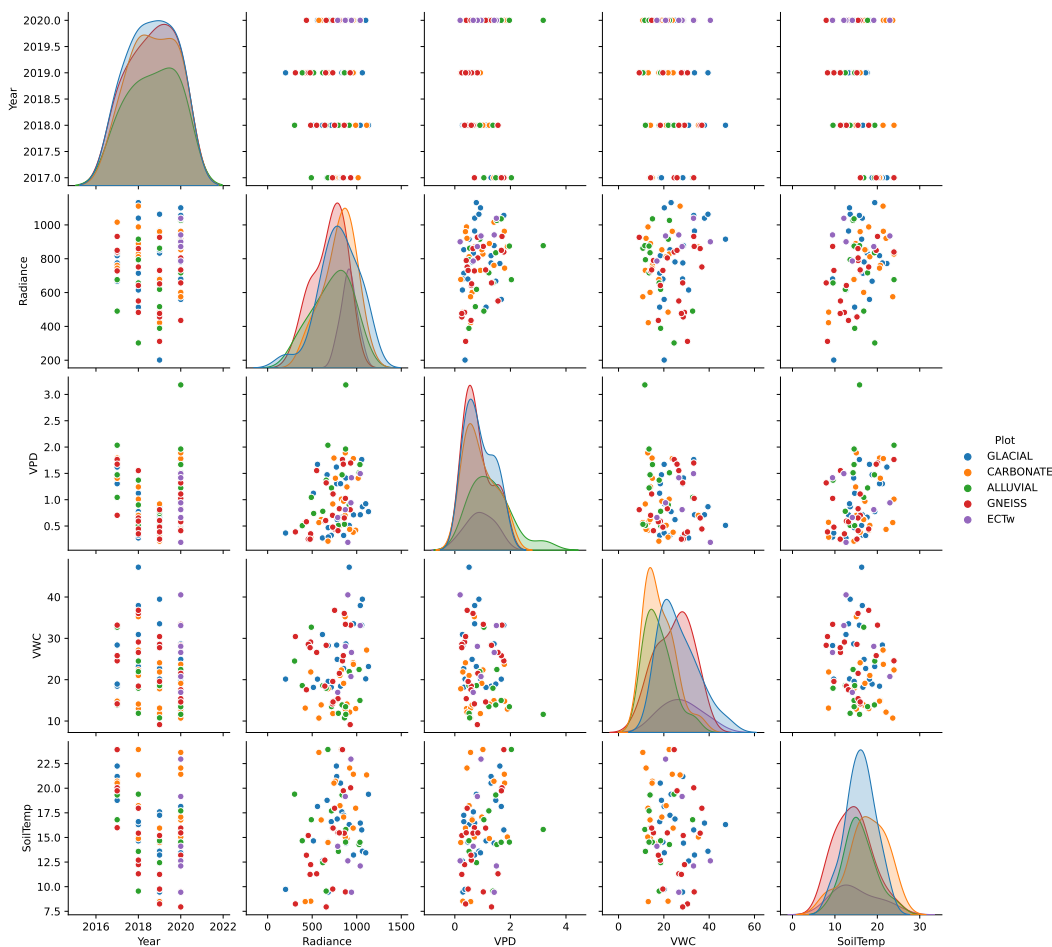 2020.0
2019.5
2019.0
2018.5
2018.0
2017.5
2017.0
Year
1000
800
600
400
200
Radiance
3.0
2.5
2.0
1.5
1.0
0.5
VPD
Plot
GLACIAL
CARBONATE
ALLUVIAL
GNEISS
ECTw
40
30
20
10
VWC
22.5
20.0
17.5
15.0
12.5
10.0
7.5
SoilTemp
2016 2018 2020 2022
Year
0 500 1000 1500
Radiance
0 2 4
VPD
0 20 40 60
VWC
0 10 20 30
SoilTemp